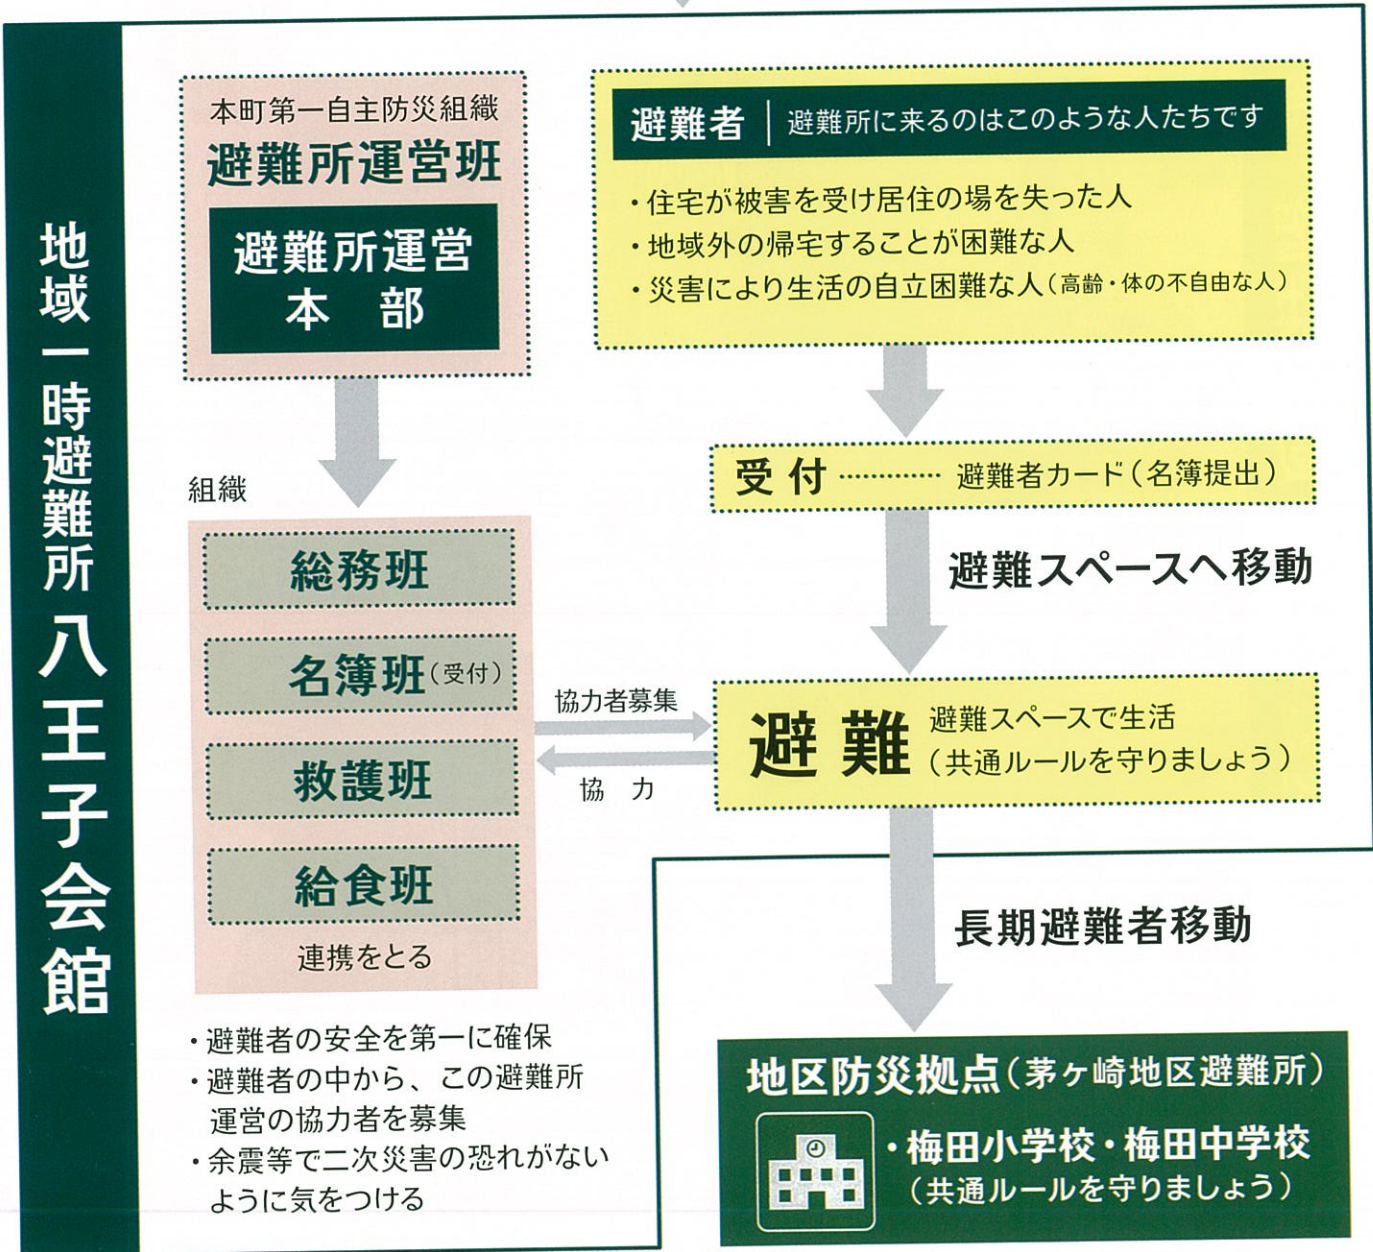 地域一時避難所 八王子会館
本町第一自主防災組織
避難所運営班
避難所運営
本 部
組織
総務班
名簿班(受付)
救護班
給食班
連携をとる
・避難者の安全を第一に確保
・避難者の中から、この避難所
運営の協力者を募集
・余震等で二次災害の恐れがない
ように気をつける
協力者募集
協 力
避難者 | 避難所に来るのはこのような人たちです
・住宅が被害を受け居住の場を失った人
・地域外の帰宅することが困難な人
・災害により生活の自立困難な人(高齢・体の不自由な人)
受 付 ………… 避難者カード(名簿提出)
避難スペースへ移動
避 難 避難スペースで生活
(共通ルールを守りましょう)
長期避難者移動
地区防災拠点(茅ヶ崎地区避難所)
・梅田小学校・梅田中学校
(共通ルールを守りましょう)